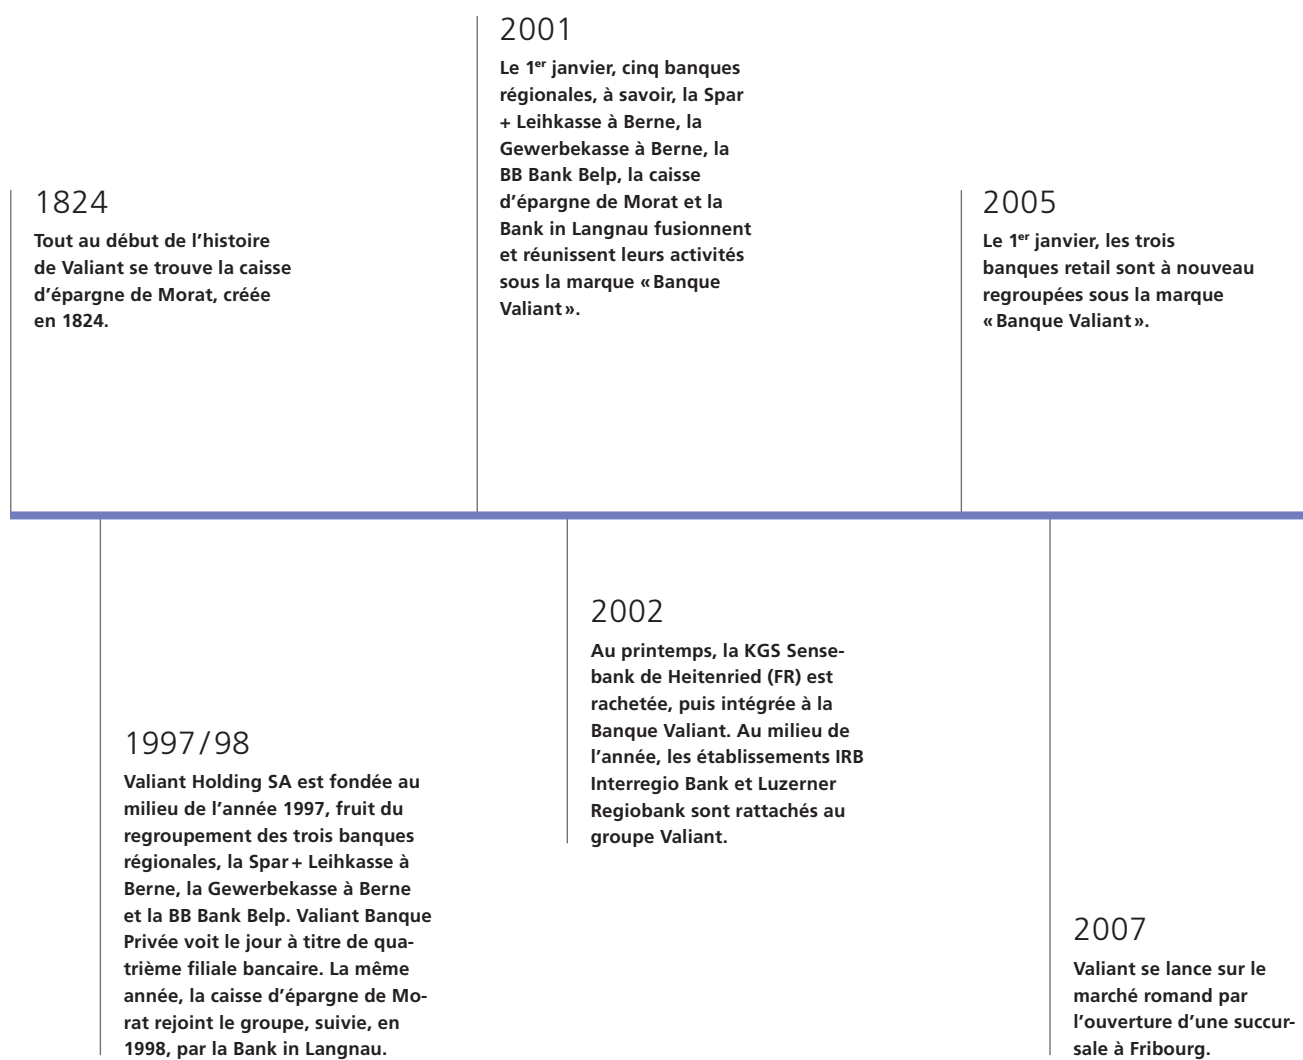 1824
Tout au début de l’histoire
de Valiant se trouve la caisse
d’épargne de Morat, créée
en 1824.
1997/98
Valiant Holding SA est fondée au
milieu de l’année 1997, fruit du
regroupement des trois banques
régionales, la Spar + Leihkasse à
Berne, la Gewerbekasse à Berne
et la BB Bank Belp. Valiant Banque
Privée voit le jour à titre de qua-
trième filiale bancaire. La même
année, la caisse d’épargne de Mo-
rat rejoint le groupe, suivie, en
1998, par la Bank in Langnau.
2001
Le 1er janvier, cinq banques
régionales, à savoir, la Spar
+ Leihkasse à Berne, la
Gewerbekasse à Berne, la
BB Bank Belp, la caisse
d’épargne de Morat et la
Bank in Langnau fusionnent
et réunissent leurs activités
sous la marque « Banque
Valiant ».
2002
Au printemps, la KGS Sense-
bank de Heitenried (FR) est
rachetée, puis intégrée à la
Banque Valiant. Au milieu de
l’année, les établissements IRB
Interregio Bank et Luzerner
Regiobank sont rattachés au
groupe Valiant.
2005
Le 1er janvier, les trois
banques retail sont à nouveau
regroupées sous la marque
« Banque Valiant ».
2007
Valiant se lance sur le
marché romand par
l’ouverture d’une succur-
sale à Fribourg.